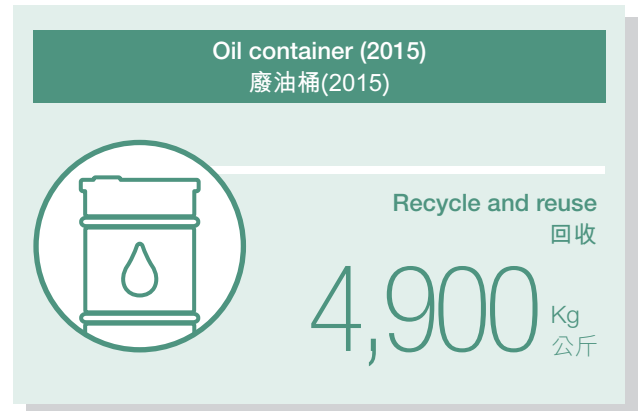 Oil container (2015)
廢油桶(2015)
Recycle and reuse
回收
4,900 Kg
公斤